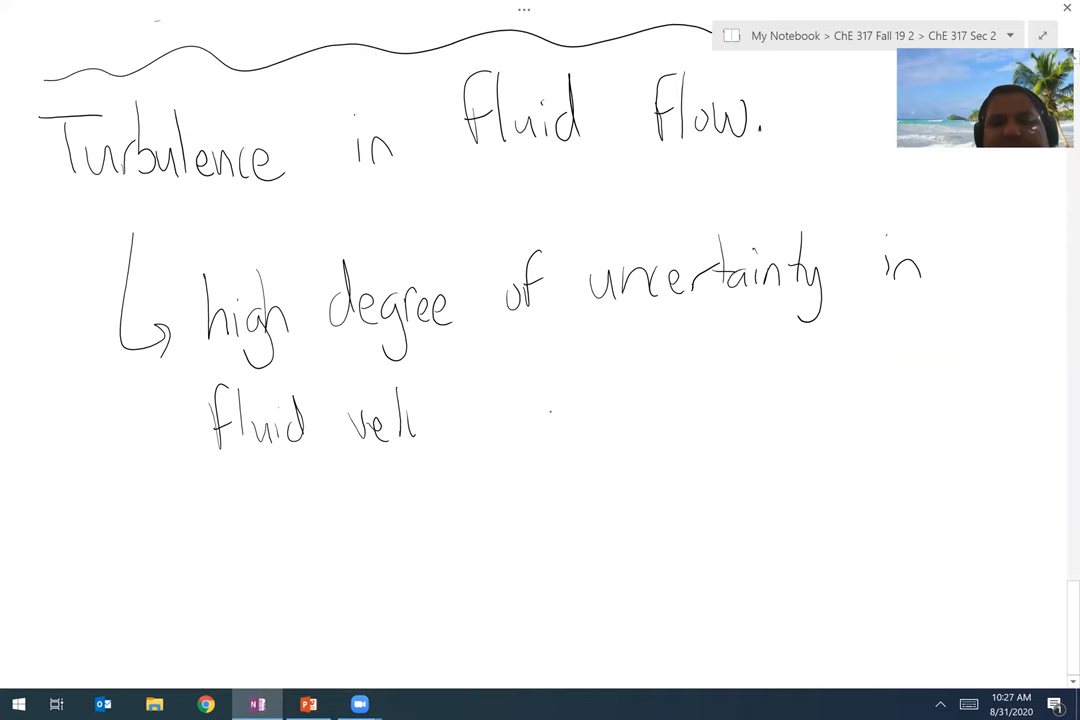 My Notebook > ChE 317 Fall 19 2 > ChE 317 Sec 2
Turbulence in Fluid Flow.
high degree of uncertainty in
fluid vel
10:27 AM
8/31/2020